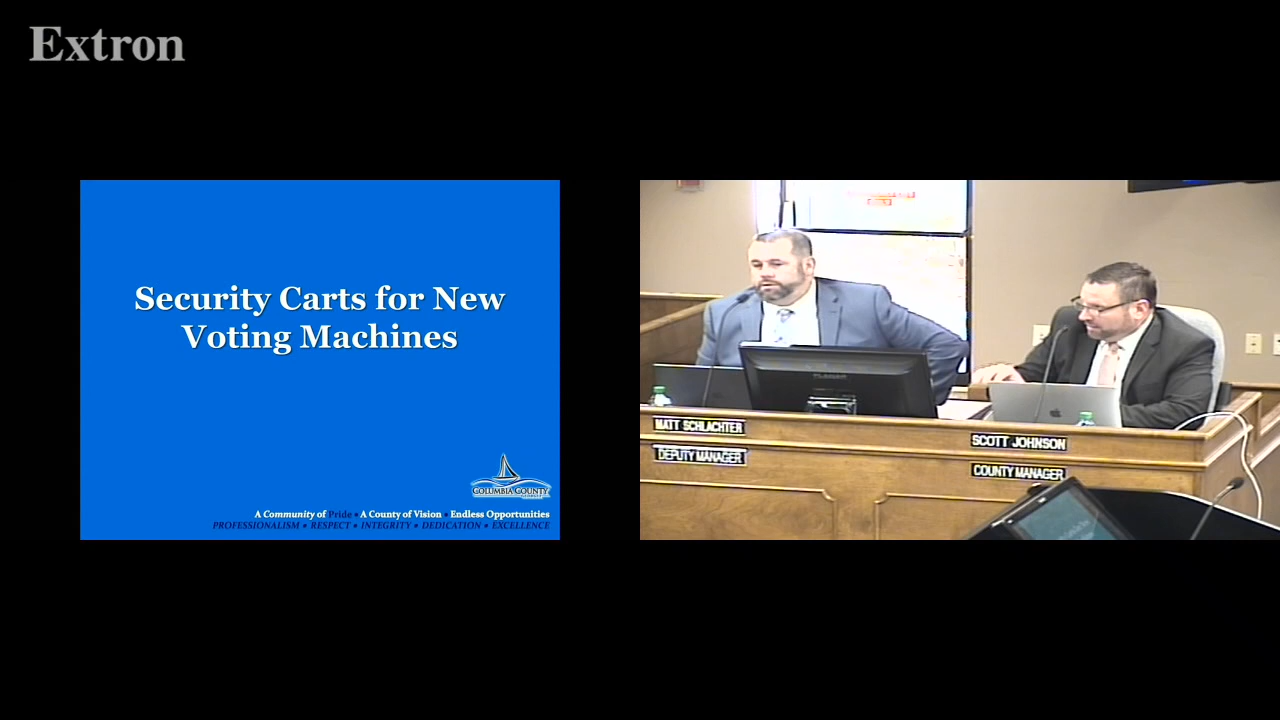 Extron
Security Carts for New
Voting Machines
COLUMBIA COUNTY
A Community of Pride • A County of Vision • Endless Opportunities
PROFESSIONALISM • RESPECT • INTEGRITY • DEDICATION • EXCELLENCE
MATT SCHLACHTER
DEPUTY MANAGER
SCOTT JOHNSON
COUNTY MANAGER